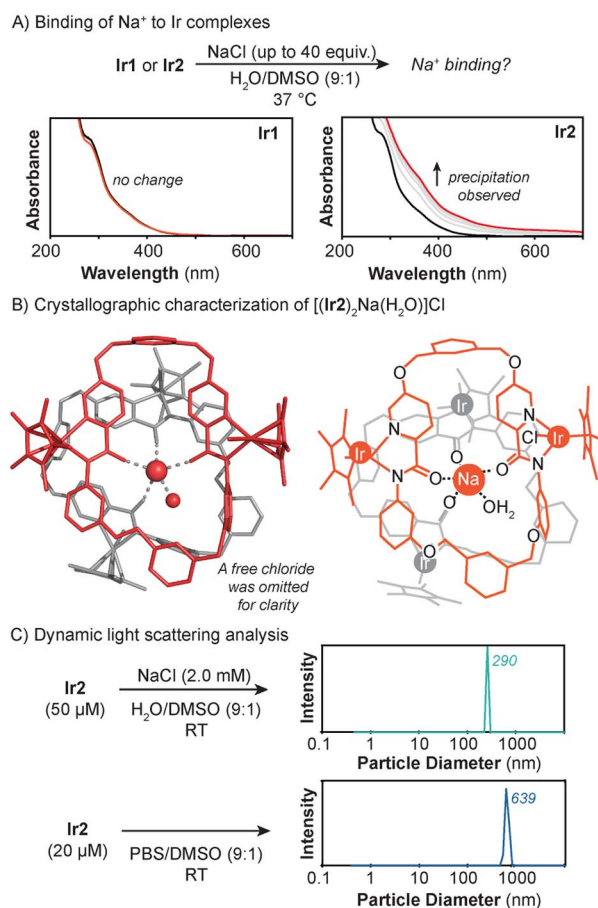 A) Binding of Na⁺ to Ir complexes
Ir1 or Ir2
NaCl (up to 40 equiv.)
H₂O/DMSO (9:1)
37 °C
Na⁺ binding?
Absorbance
Ir1
no change
200 400 600
Wavelength (nm)
Absorbance
Ir2
precipitation
observed
200 400 600
Wavelength (nm)
B) Crystallographic characterization of [(Ir2)₂Na(H₂O)]Cl
A free chloride
was omitted
for clarity
O
O
Ir
N
Cl
Ir
Ir
N
O
O
N
N
O
Na
O
OH₂
O
O
Ir
C) Dynamic light scattering analysis
Ir2
(50 µM)
NaCl (2.0 mM)
H₂O/DMSO (9:1)
RT
Intensity
290
0.1 1 10 100 1000
Particle Diameter (nm)
Ir2
(20 µM)
PBS/DMSO (9:1)
RT
Intensity
639
0.1 1 10 100 1000
Particle Diameter (nm)